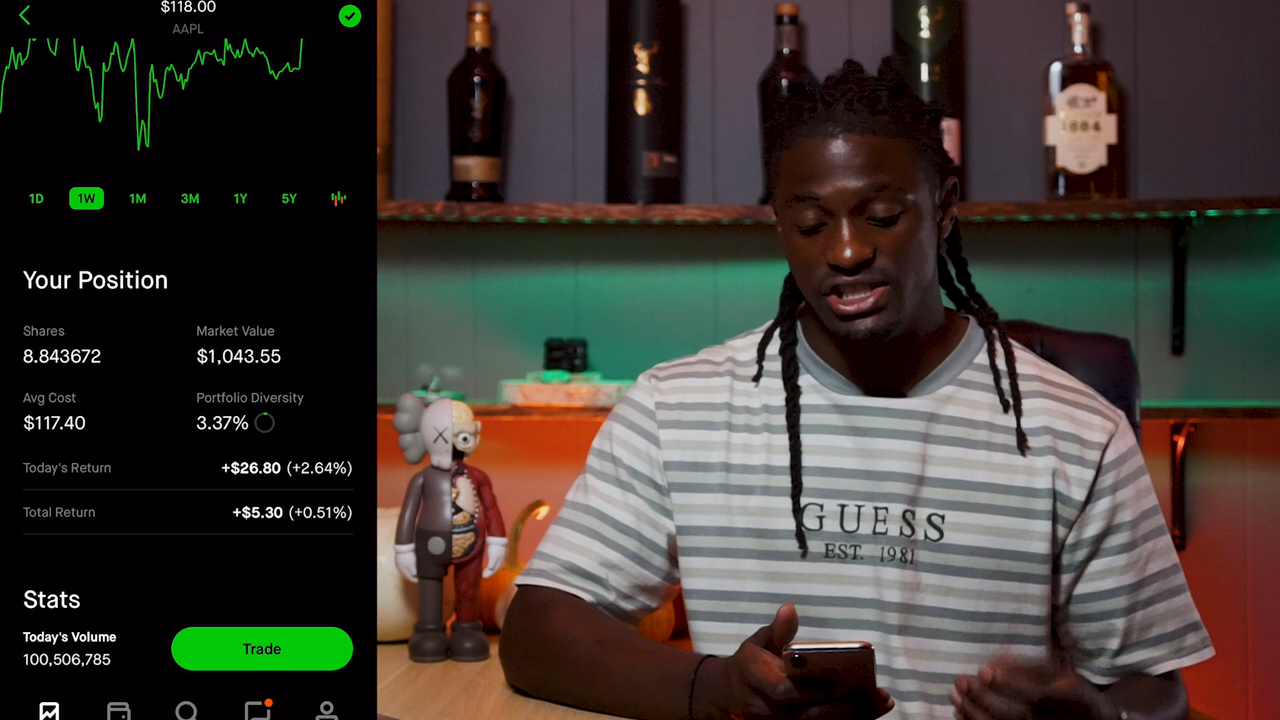 $118.00
AAPL
1D 1W 1M 3M 1Y 5Y
Your Position
Shares Market Value
8.843672 $1,043.55
Avg Cost Portfolio Diversity
$117.40 3.37%
Today's Return +$26.80 (+2.64%)
Total Return +$5.30 (+0.51%)
Stats
Today's Volume
100,506,785
Trade
1884
GUESS
EST. 1981